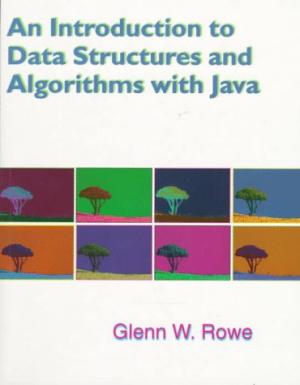 An Introduction to
Data Structures and
Algorithms with Java
Glenn W. Rowe